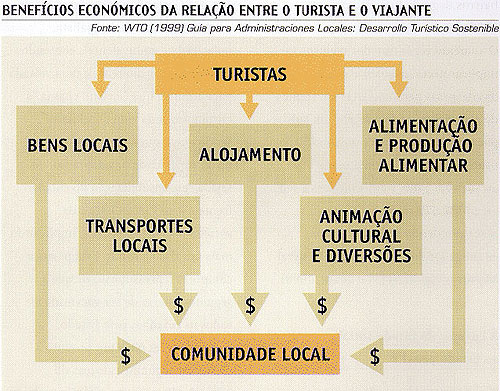 BENEFÍCIOS ECONÓMICOS DA RELAÇÃO ENTRE O TURISTA E O VIAJANTE
Fonte: WTO (1999) Guía para Administraciones Locales: Desarrollo Turístico Sostenible
TURISTAS
BENS LOCAIS
ALOJAMENTO
ALIMENTAÇÃO
E PRODUÇÃO
ALIMENTAR
TRANSPORTES
LOCAIS
ANIMAÇÃO
CULTURAL
E DIVERSÕES
$ $ $
$ COMUNIDADE LOCAL $